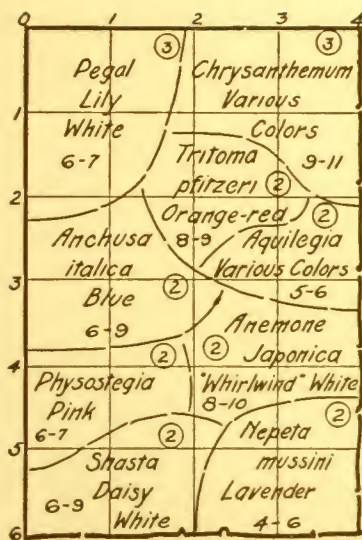 0 1 2 3 4
③ ③
Pegal
Lily
White
6-7
Chrysanthemum
Various
Colors
9-11
1
Tritoma
pfitzeri ②
Orange-red
8-9
2
②
Aquilegia
Various Colors
5-6
Anchusa
italica
Blue ②
6-9
3
② Anemone
Japonica
"Whirlwind" White
8-10
4
②
Physostegia
Pink
6-7
②
Nepeta
mussini
Lavender
4-6
5
②
Shasta
Daisy
White
6-9
6